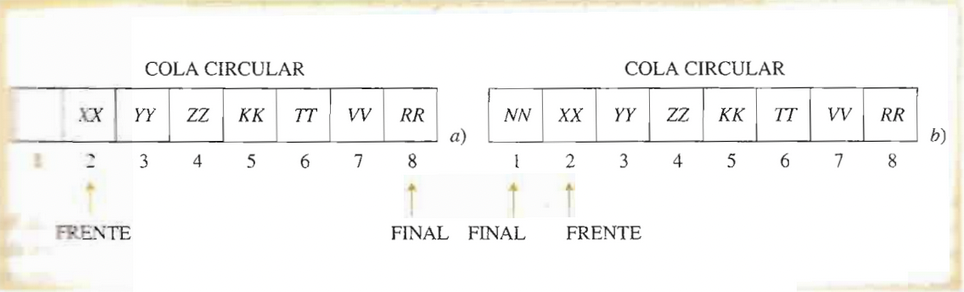 COLA CIRCULAR
XX YY ZZ KK TT VV RR
a)
1 2 3 4 5 6 7 8
FRENTE FINAL
COLA CIRCULAR
NN XX YY ZZ KK TT VV RR
b)
1 2 3 4 5 6 7 8
FINAL FRENTE